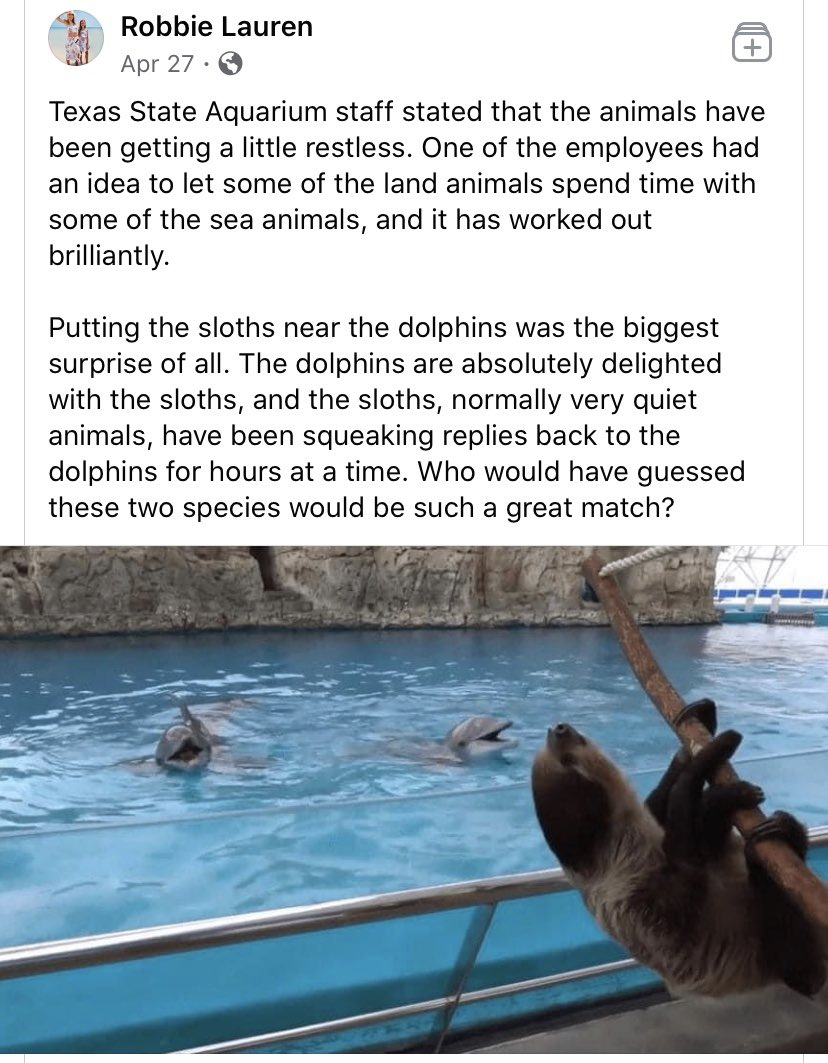 Robbie Lauren
Apr 27 ·
Texas State Aquarium staff stated that the animals have
been getting a little restless. One of the employees had
an idea to let some of the land animals spend time with
some of the sea animals, and it has worked out
brilliantly.
Putting the sloths near the dolphins was the biggest
surprise of all. The dolphins are absolutely delighted
with the sloths, and the sloths, normally very quiet
animals, have been squeaking replies back to the
dolphins for hours at a time. Who would have guessed
these two species would be such a great match?